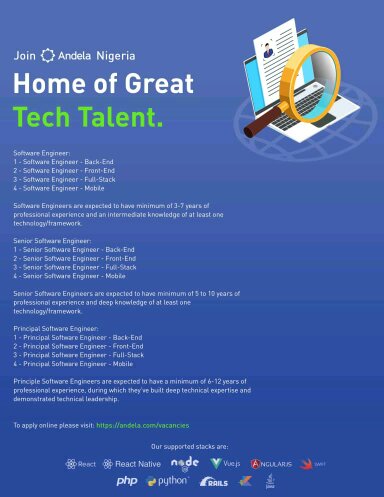 Join Andela Nigeria
Home of Great
Tech Talent.
Software Engineer:
1 - Software Engineer - Back-End
2 - Software Engineer - Front-End
3 - Software Engineer - Full-Stack
4 - Software Engineer - Mobile
Software Engineers are expected to have minimum of 3-7 years of
professional experience and an intermediate knowledge of at least one
technology/framework.
Senior Software Engineer:
1 - Senior Software Engineer - Back-End
2 - Senior Software Engineer - Front-End
3 - Senior Software Engineer - Full-Stack
4 - Senior Software Engineer - Mobile
Senior Software Engineers are expected to have minimum of 5 to 10 years of
professional experience and deep knowledge of at least one
technology/framework.
Principal Software Engineer:
1 - Principal Software Engineer - Back-End
2 - Principal Software Engineer - Front-End
3 - Principal Software Engineer - Full-Stack
4 - Principal Software Engineer - Mobile
Principle Software Engineers are expected to have a minimum of 6-12 years of
professional experience, during which they've built deep technical expertise and
demonstrated technical leadership.
To apply online please visit: https://andela.com/vacancies
Our supported stacks are:
React React Native node Vue.js ANGULARJS SWIFT
php python RAILS Java